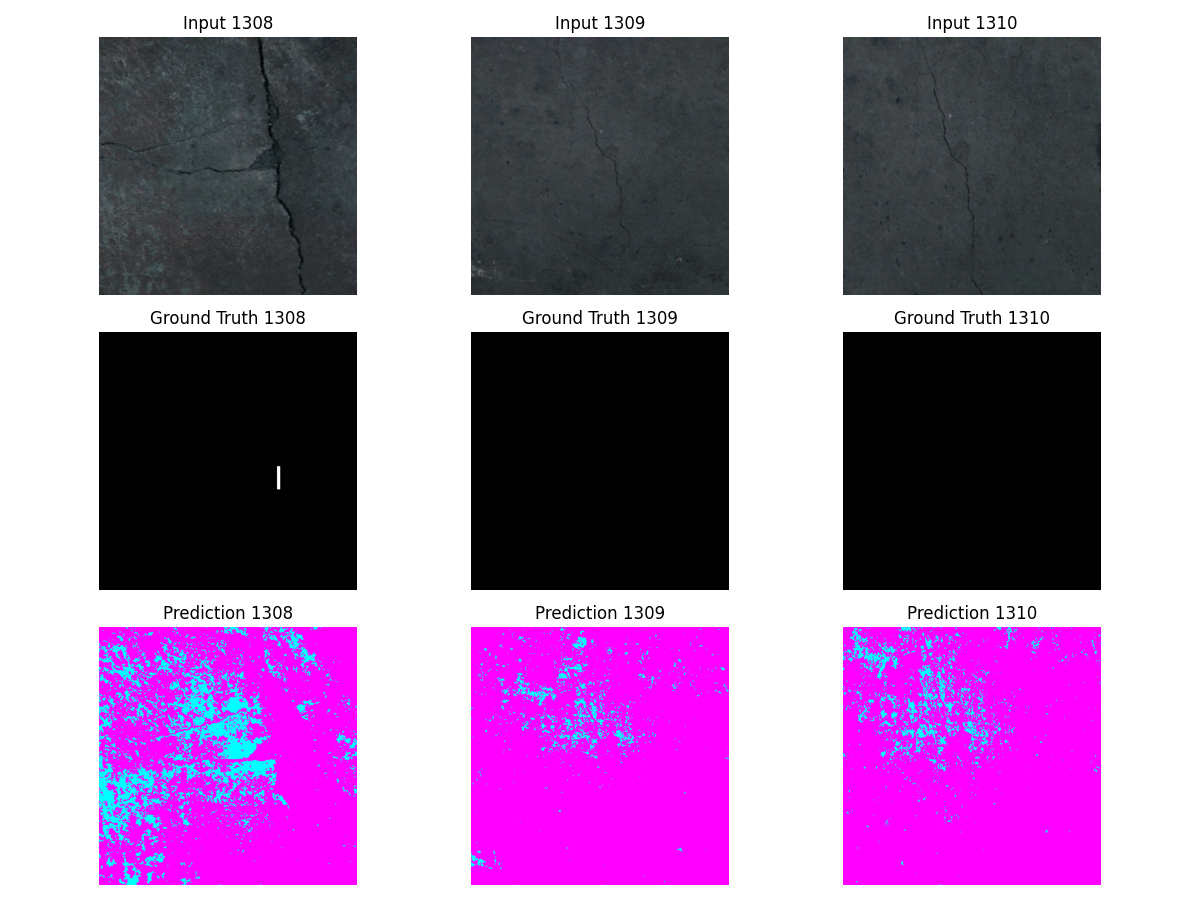 Input 1308
Input 1309
Input 1310
Ground Truth 1308
Ground Truth 1309
Ground Truth 1310
Prediction 1308
Prediction 1309
Prediction 1310